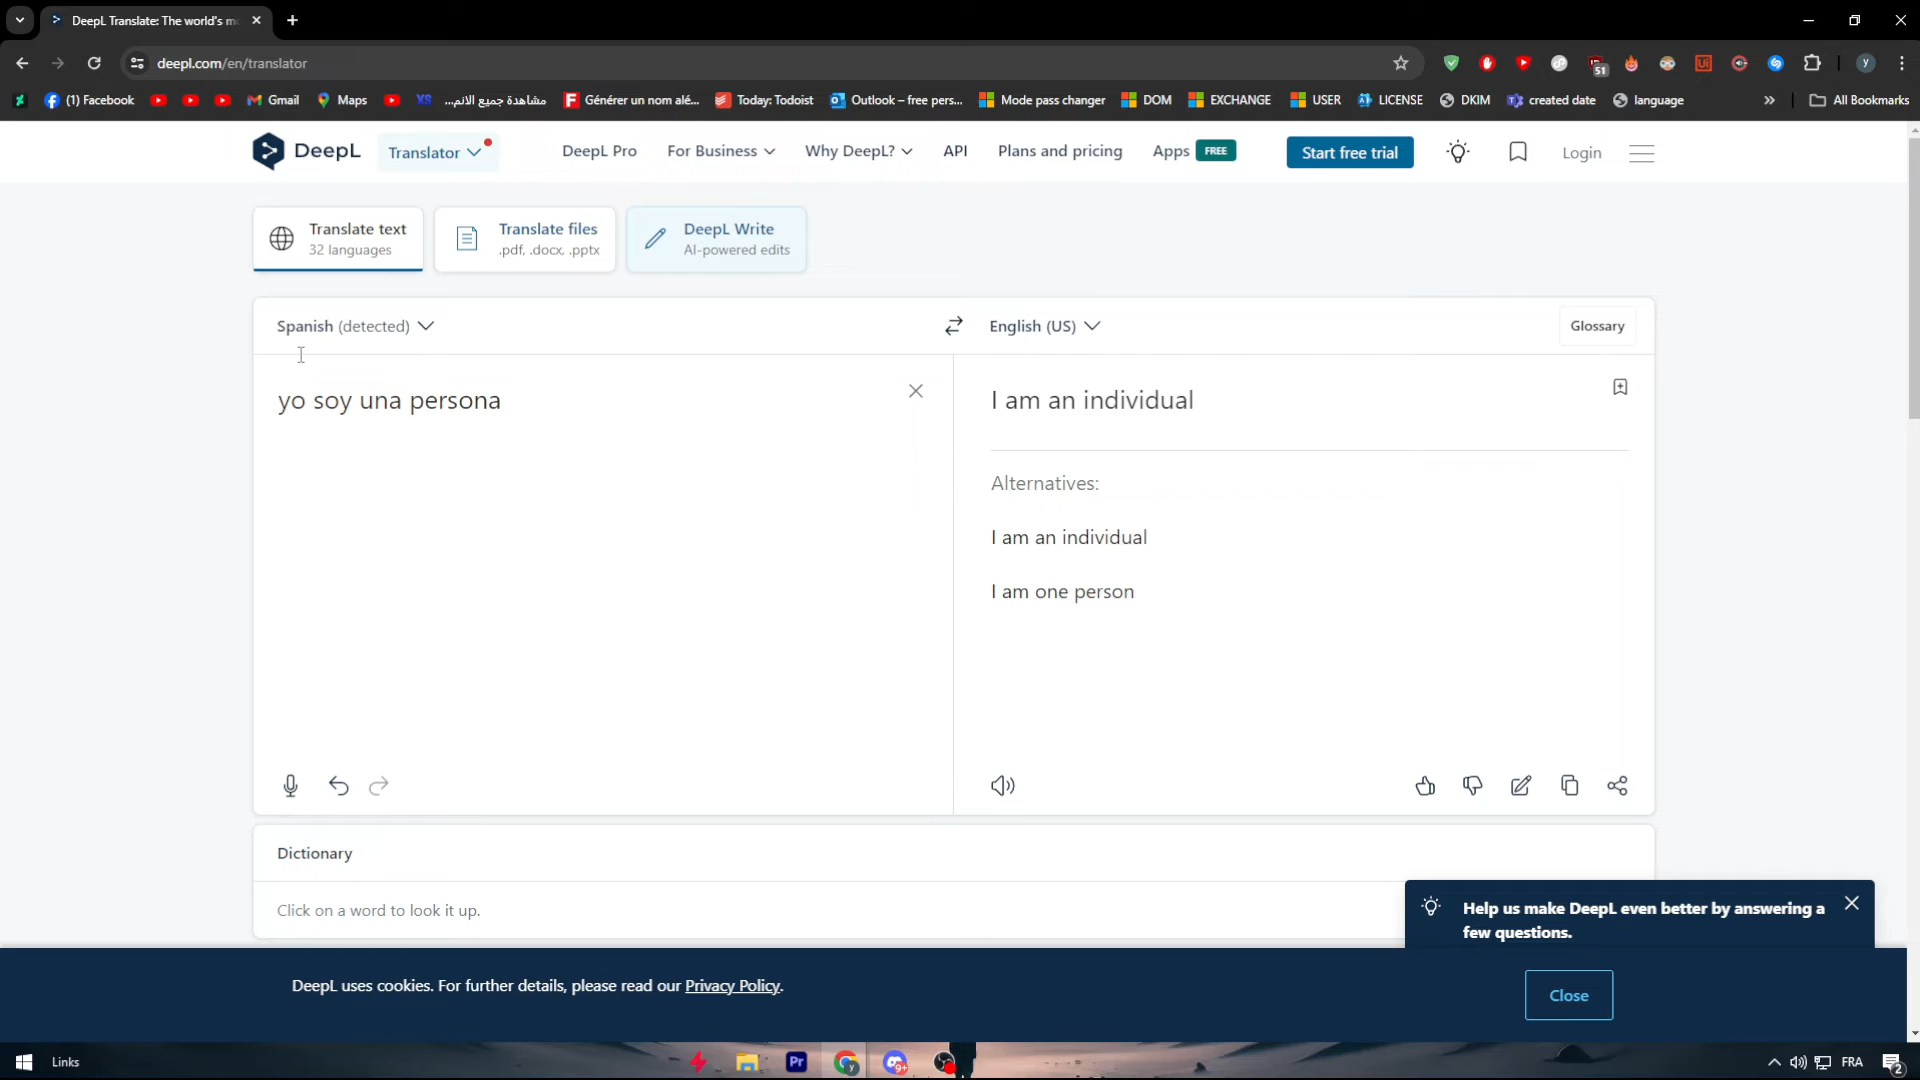 DeepL Translate: The world's m
deepl.com/en/translator
51
y
(1) Facebook Gmail Maps مشاهدة جميع الانم... Générer un nom alé... Today: Todoist Outlook – free pers... Mode pass changer DOM EXCHANGE USER LICENSE DKIM created date language » All Bookmarks
DeepL Translator DeepL Pro For Business Why DeepL? API Plans and pricing Apps FREE Start free trial Login
Translate text
32 languages
Translate files
.pdf, .docx, .pptx
DeepL Write
AI-powered edits
Spanish (detected) English (US) Glossary
yo soy una persona
I am an individual
Alternatives:
I am an individual
I am one person
Dictionary
Click on a word to look it up.
Help us make DeepL even better by answering a
few questions.
DeepL uses cookies. For further details, please read our Privacy Policy.
Close
Links Pr 9+ FRA 2